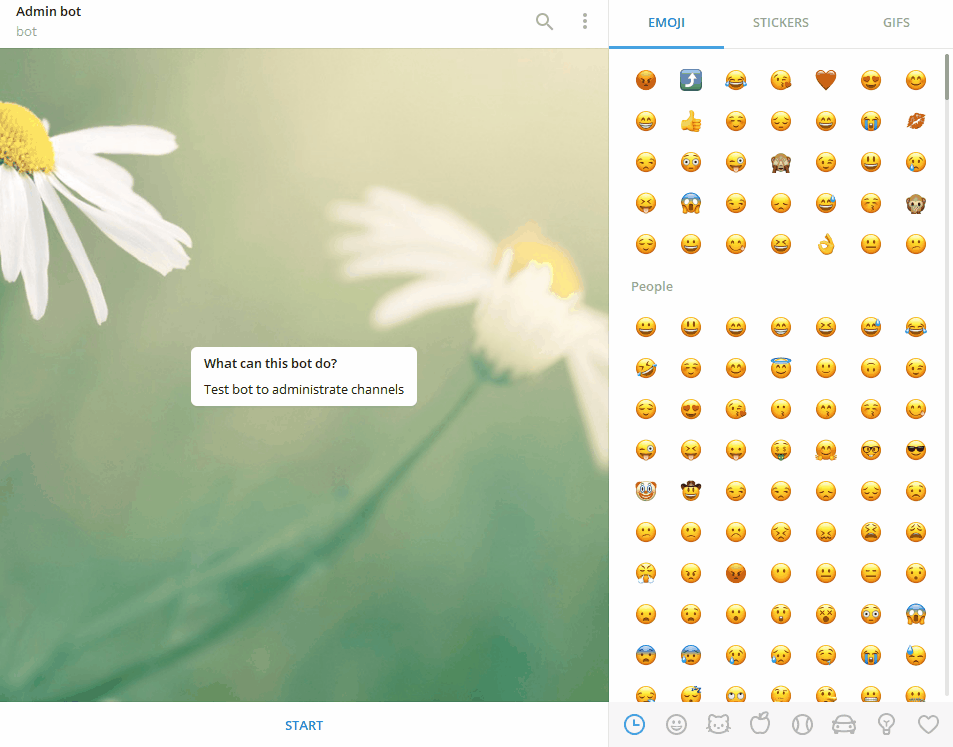 Admin bot
bot
EMOJI
STICKERS
GIFS
People
What can this bot do?
Test bot to administrate channels
START